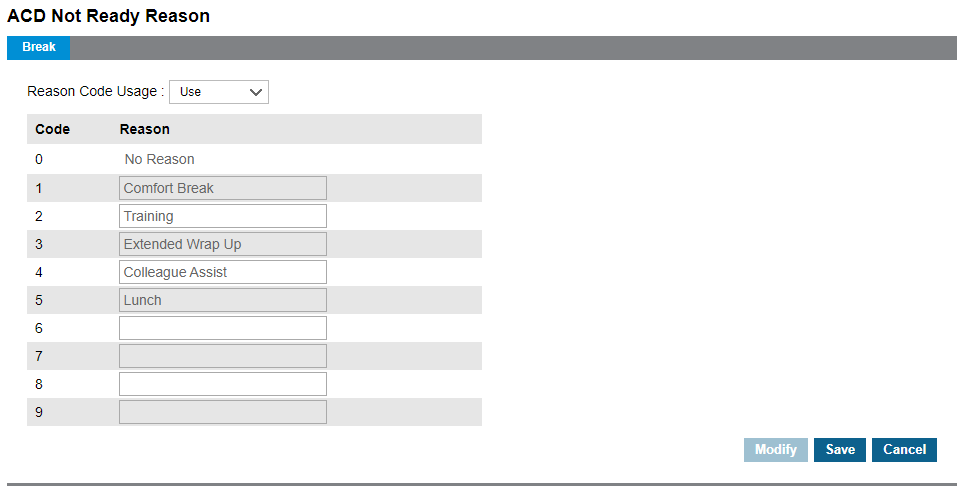 ACD Not Ready Reason
Break
Reason Code Usage : Use
Code Reason
0 No Reason
1 Comfort Break
2 Training
3 Extended Wrap Up
4 Colleague Assist
5 Lunch
6
7
8
9
Modify Save Cancel